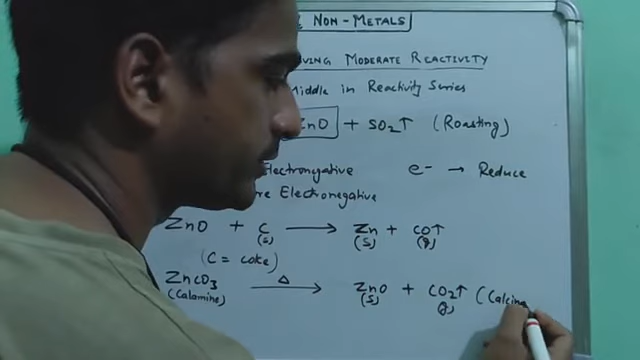 NON-METALS
MODERATE REACTIVITY
Middle in Reactivity Series
ZnO + SO₂↑ (Roasting)
e⁻ → Reduce
Electronegative
ZnO + C (s) → Zn (s) + CO↑ (g)
(C = coke)
ZnCO₃ (Calamine) Δ→ ZnO (s) + CO₂↑ (g) (Calcin